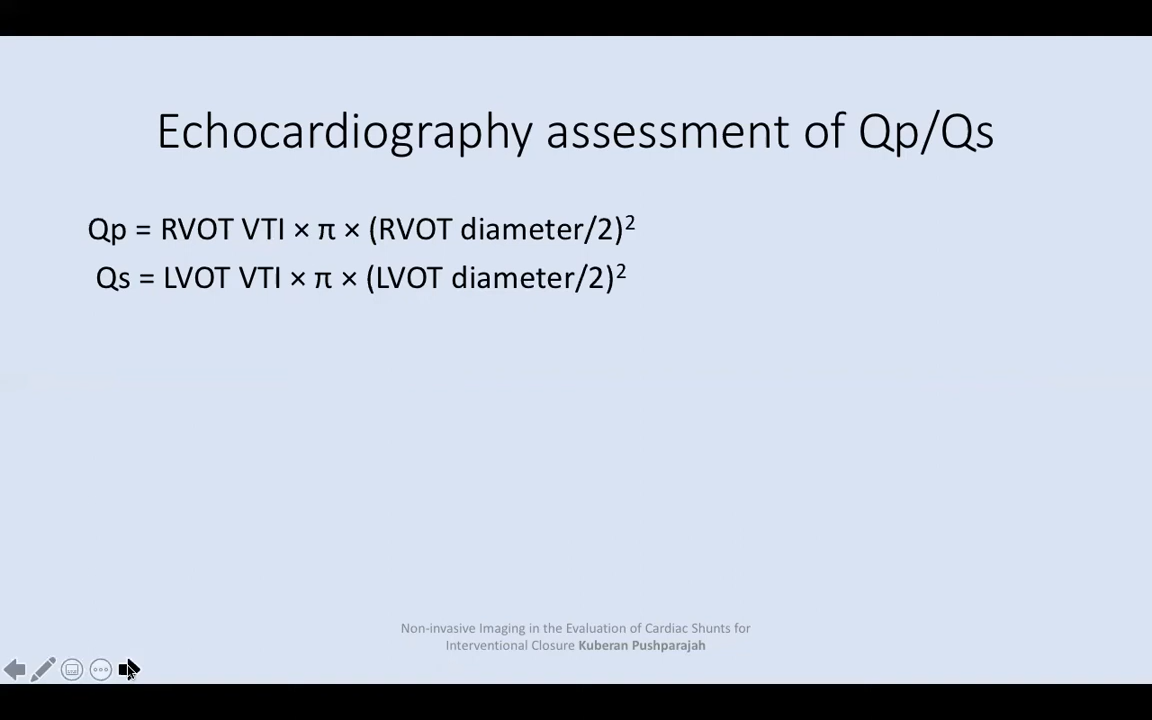 Echocardiography assessment of Qp/Qs
Qp = RVOT VTI × π × (RVOT diameter/2)²
Qs = LVOT VTI × π × (LVOT diameter/2)²
Non-invasive Imaging in the Evaluation of Cardiac Shunts for
Interventional Closure Kuberan Pushparajah